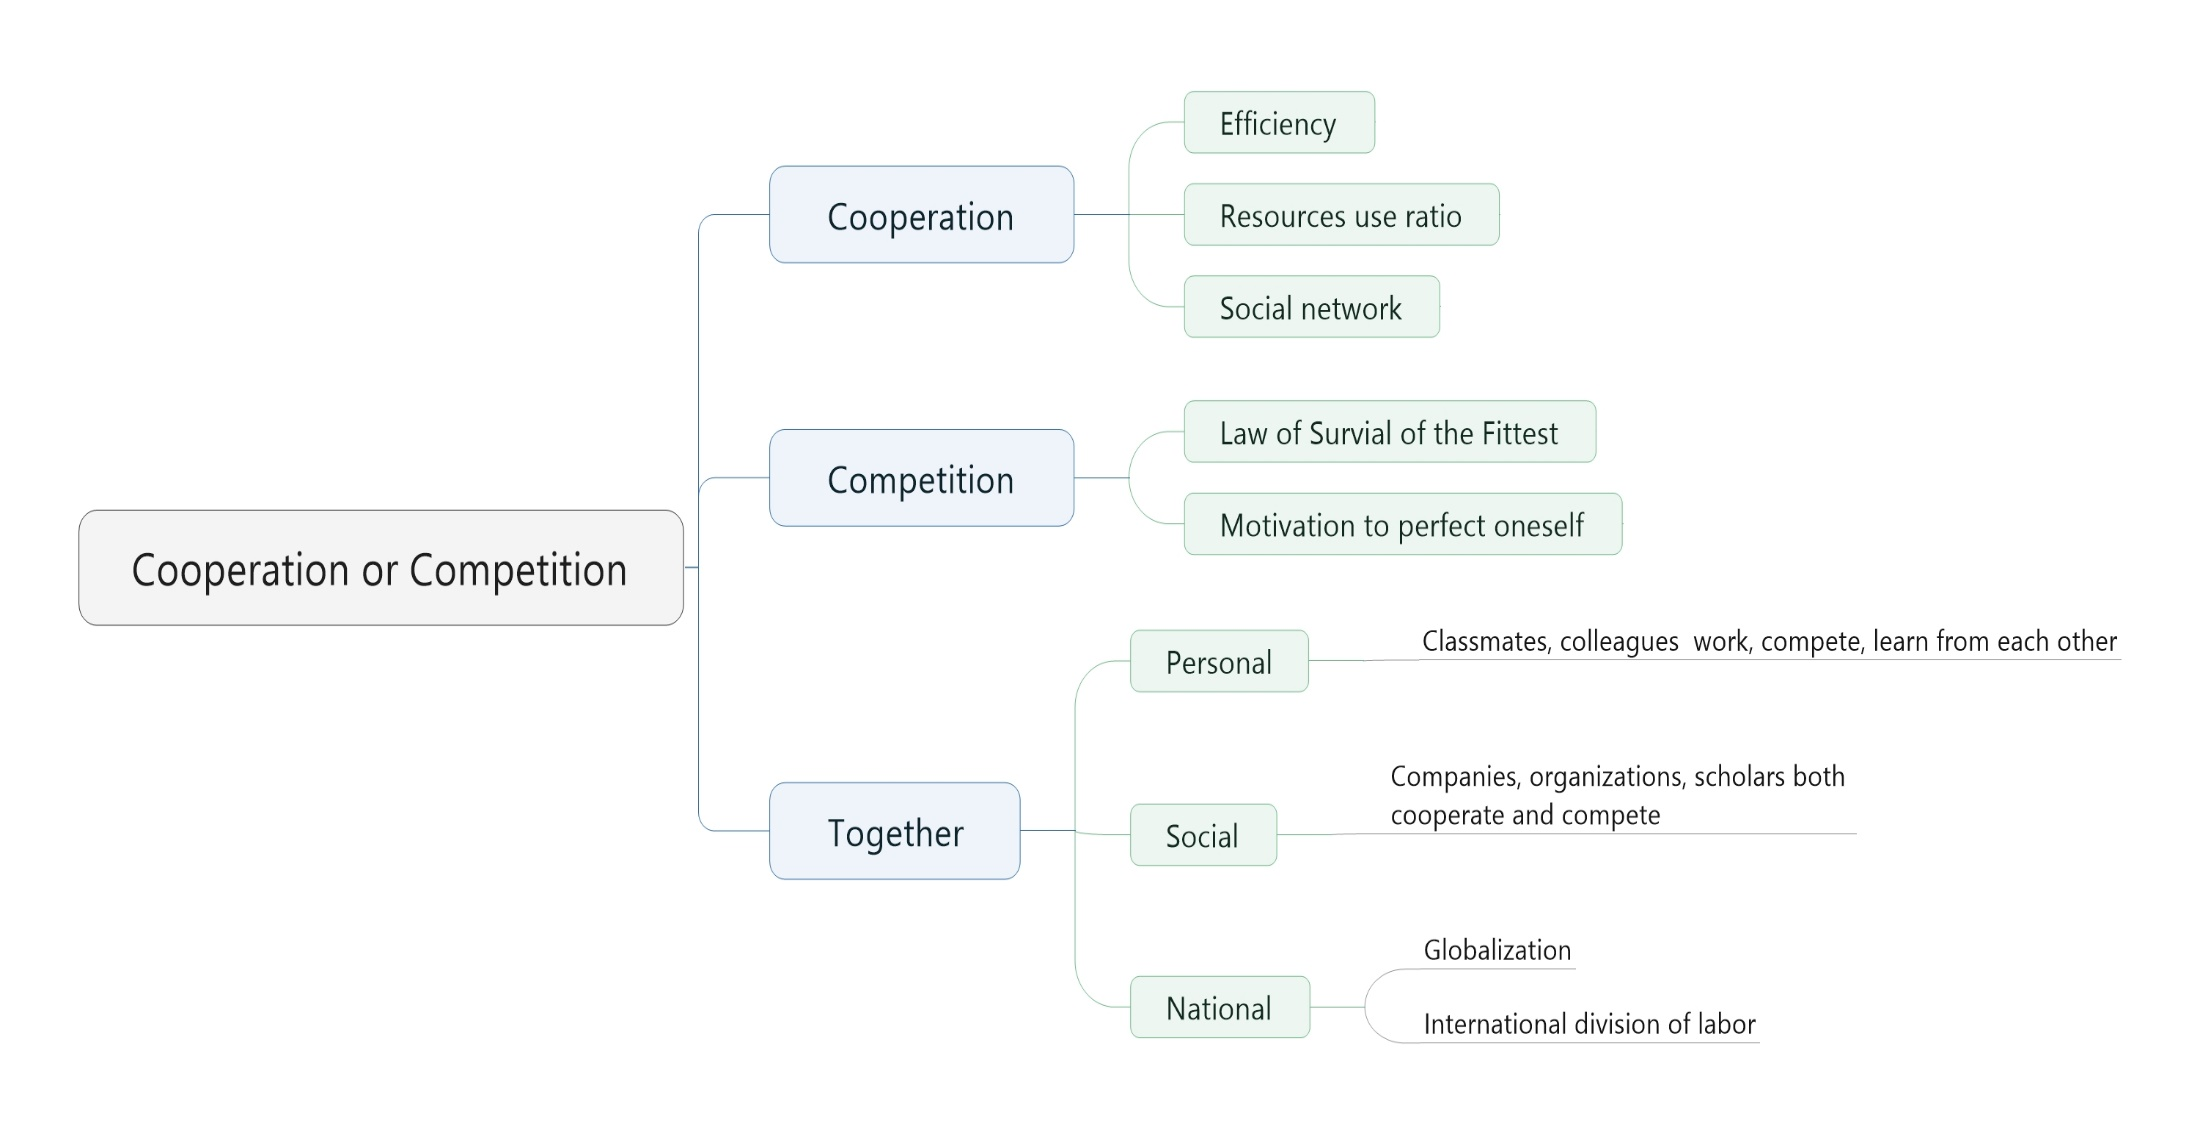 Cooperation or Competition
Cooperation
Efficiency
Resources use ratio
Social network
Competition
Law of Survial of the Fittest
Motivation to perfect oneself
Together
Personal
Classmates, colleagues  work, compete, learn from each other
Social
Companies, organizations, scholars both
cooperate and compete
National
Globalization
International division of labor